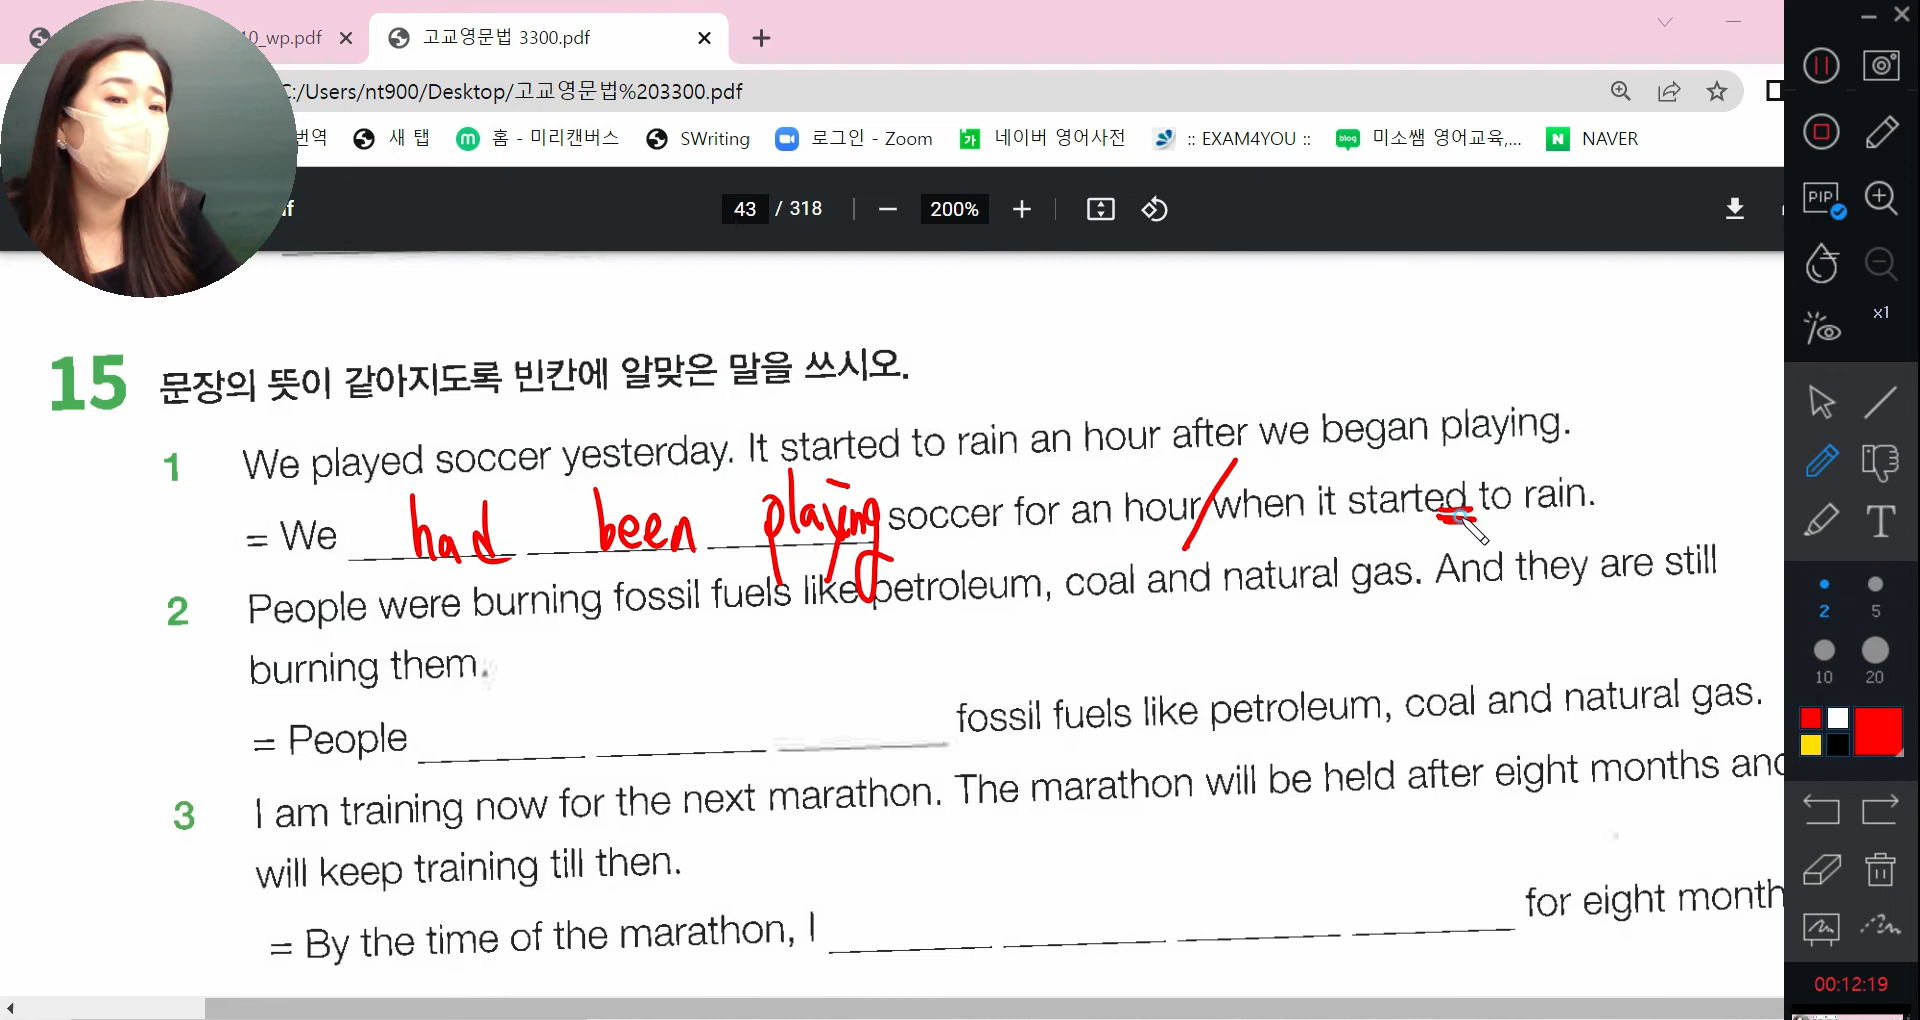 10_wp.pdf
고교영문법 3300.pdf
C:/Users/nt900/Desktop/고교영문법%203300.pdf
번역 새 탭 홈 - 미리캔버스 SWriting 로그인 - Zoom 네이버 영어사전 :: EXAM4YOU :: 미소쌤 영어교육,... NAVER
df 43 / 318 200%
15 문장의 뜻이 같아지도록 빈칸에 알맞은 말을 쓰시오.
1 We played soccer yesterday. It started to rain an hour after we began playing.
= We had been playing soccer for an hour when it started to rain.
2 People were burning fossil fuels like petroleum, coal and natural gas. And they are still
burning them.
= People fossil fuels like petroleum, coal and natural gas.
3 I am training now for the next marathon. The marathon will be held after eight months and
will keep training till then.
= By the time of the marathon, I for eight month
PIP
x1
T
2 5
10 20
00:12:19